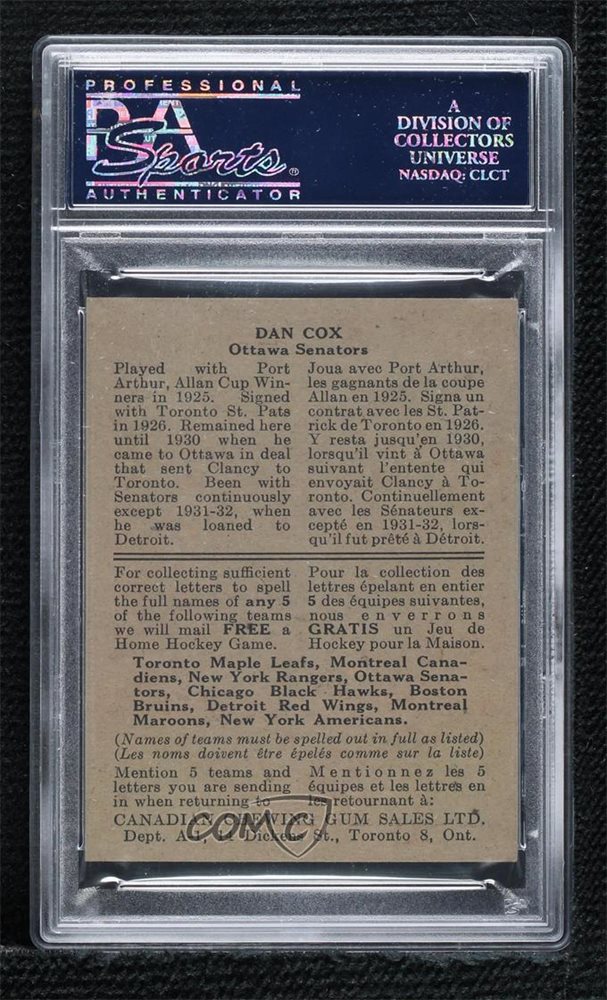 PROFESSIONAL
PSA
Sports®
AUTHENTICATOR
A
DIVISION OF
COLLECTORS
UNIVERSE
NASDAQ: CLCT
DAN COX
Ottawa Senators
Played with Port
Arthur, Allan Cup Win-
ners in 1925. Signed
with Toronto St. Pats
in 1926. Remained here
until 1930 when he
came to Ottawa in deal
that sent Clancy to
Toronto. Been with
Senators continuously
except 1931-32, when
he was loaned to
Detroit.
Joua avec Port Arthur,
les gagnants de la coupe
Allan en 1925. Signa un
contrat avec les St. Pat-
rick de Toronto en 1926.
Y resta jusqu'en 1930,
lorsqu'il vint à Ottawa
suivant l'entente qui
envoyait Clancy à To-
ronto. Continuellement
avec les Sénateurs ex-
cepté en 1931-32, lors-
qu'il fut prêté à Détroit.
For collecting sufficient
correct letters to spell
the full names of any 5
of the following teams
we will mail FREE a
Home Hockey Game.
Pour la collection des
lettres épelant en entier
5 des équipes suivantes,
nous enverrons
GRATIS un Jeu de
Hockey pour la Maison.
Toronto Maple Leafs, Montreal Cana-
diens, New York Rangers, Ottawa Sena-
tors, Chicago Black Hawks, Boston
Bruins, Detroit Red Wings, Montreal
Maroons, New York Americans.
(Names of teams must be spelled out in full as listed)
(Les noms doivent être épelés comme sur la liste)
Mention 5 teams and
letters you are sending
in when returning to
Mentionnez les 5
équipes et les lettres en
les retournant à:
CANADIAN CHEWING GUM SALES LTD.
Dept. A-1, 14 Dickens St., Toronto 8, Ont.
COMC